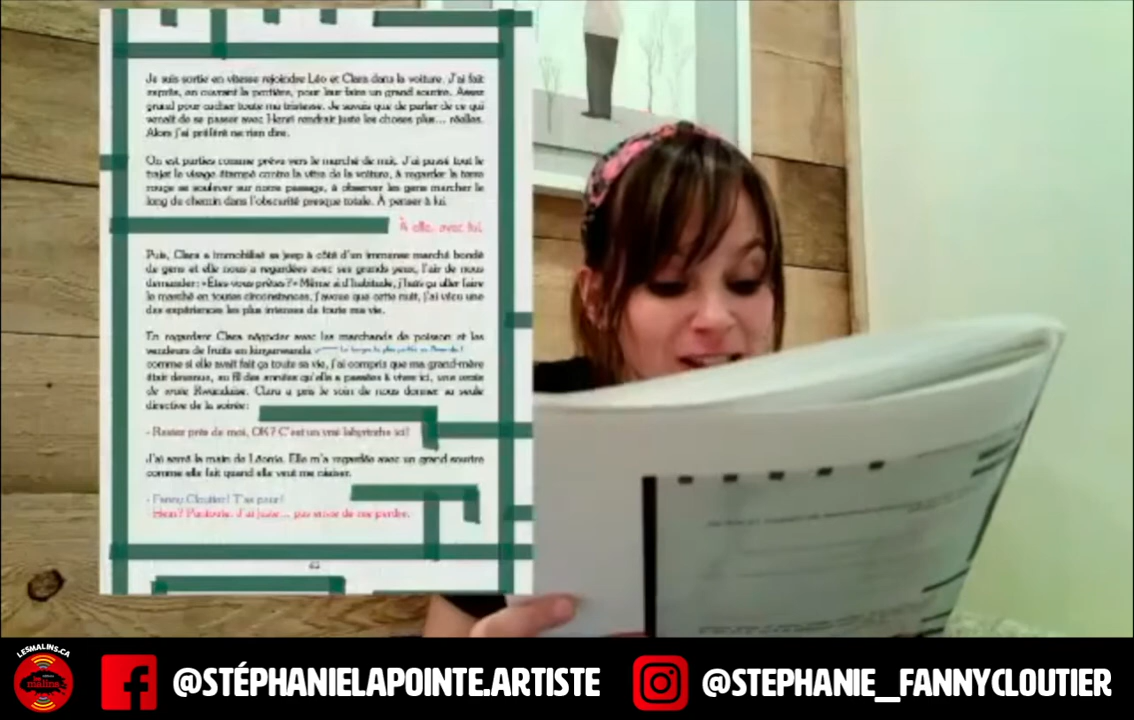 Je suis sortie en vitesse rejoindre Léo et Clara dans la voiture. J'ai fait
exprès, en ouvrant la portière, pour leur faire un grand sourire. Assez
grand pour cacher toute ma tristesse. Je savais que de parler de ce qui
venait de se passer avec Henri rendrait juste les choses plus... réelles.
Alors j'ai préféré ne rien dire.
On est parties comme prévu vers le marché de nuit. J'ai passé tout le
trajet le visage étampé contre la vitre de la voiture, à regarder la terre
rouge se soulever sur notre passage, à observer les gens marcher le
long du chemin dans l'obscurité presque totale. À penser à lui.
À elle, avec lui.
Puis, Clara a immobilisé sa jeep à côté d'un immense marché bondé
de gens et elle nous a regardées avec ses grands yeux, l'air de nous
demander: «Êtes-vous prêtes?» Même si d'habitude, j'haïs ça aller faire
le marché en toutes circonstances, j'avoue que cette nuit, j'ai vécu une
des expériences les plus intenses de toute ma vie.
En regardant Clara négocier avec les marchands de poisson et les
vendeurs de fruits en kinyarwanda
comme si elle avait fait ça toute sa vie, j'ai compris que ma grand-mère
était devenue, au fil des années qu'elle a passées à vivre ici, une vraie
de vraie Rwandaise. Clara a pris le soin de nous donner sa seule
directive de la soirée:
- Restez près de moi, OK? C'est un vrai labyrinthe ici!
J'ai serré la main de Léonie. Elle m'a regardée avec un grand sourire
comme elle fait quand elle veut me niaiser.
- Fanny Cloutier! T'as peur!
- Hein? Pantoute. J'ai juste... pas envie de me perdre.
62
LESMALINS.CA
les malins
@STÉPHANIELAPOINTE.ARTISTE
@STEPHANIE_FANNYCLOUTIER